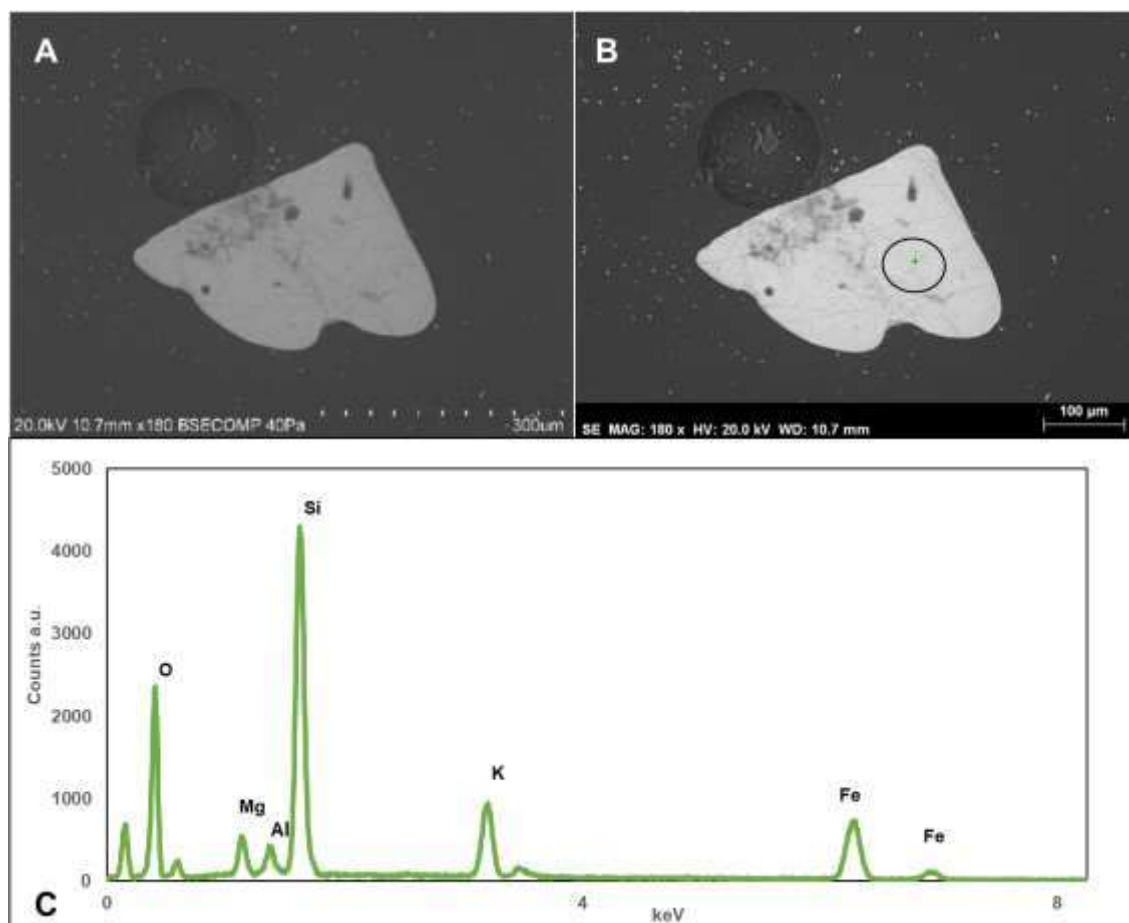 A
B
20.0kV 10.7mm x180 BSECOMP 40Pa
300um
100 µm
SE MAG: 180 x HV: 20.0 kV WD: 10.7 mm
5000
4000
3000
2000
1000
0
Counts a.u.
O
Mg
Al
Si
K
Fe
Fe
0
4
8
keV
C